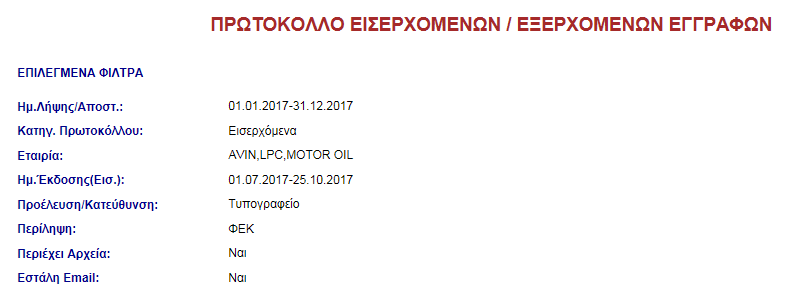 ΠΡΩΤΟΚΟΛΛΟ ΕΙΣΕΡΧΟΜΕΝΩΝ / ΕΞΕΡΧΟΜΕΝΩΝ ΕΓΓΡΑΦΩΝ
ΕΠΙΛΕΓΜΕΝΑ ΦΙΛΤΡΑ
Ημ.Λήψης/Αποστ.: 01.01.2017-31.12.2017
Κατηγ. Πρωτοκόλλου: Εισερχόμενα
Εταιρία: AVIN,LPC,MOTOR OIL
Ημ.Έκδοσης(Εισ.): 01.07.2017-25.10.2017
Προέλευση/Κατεύθυνση: Τυπογραφείο
Περίληψη: ΦΕΚ
Περιέχει Αρχεία: Ναι
Εστάλη Email: Ναι